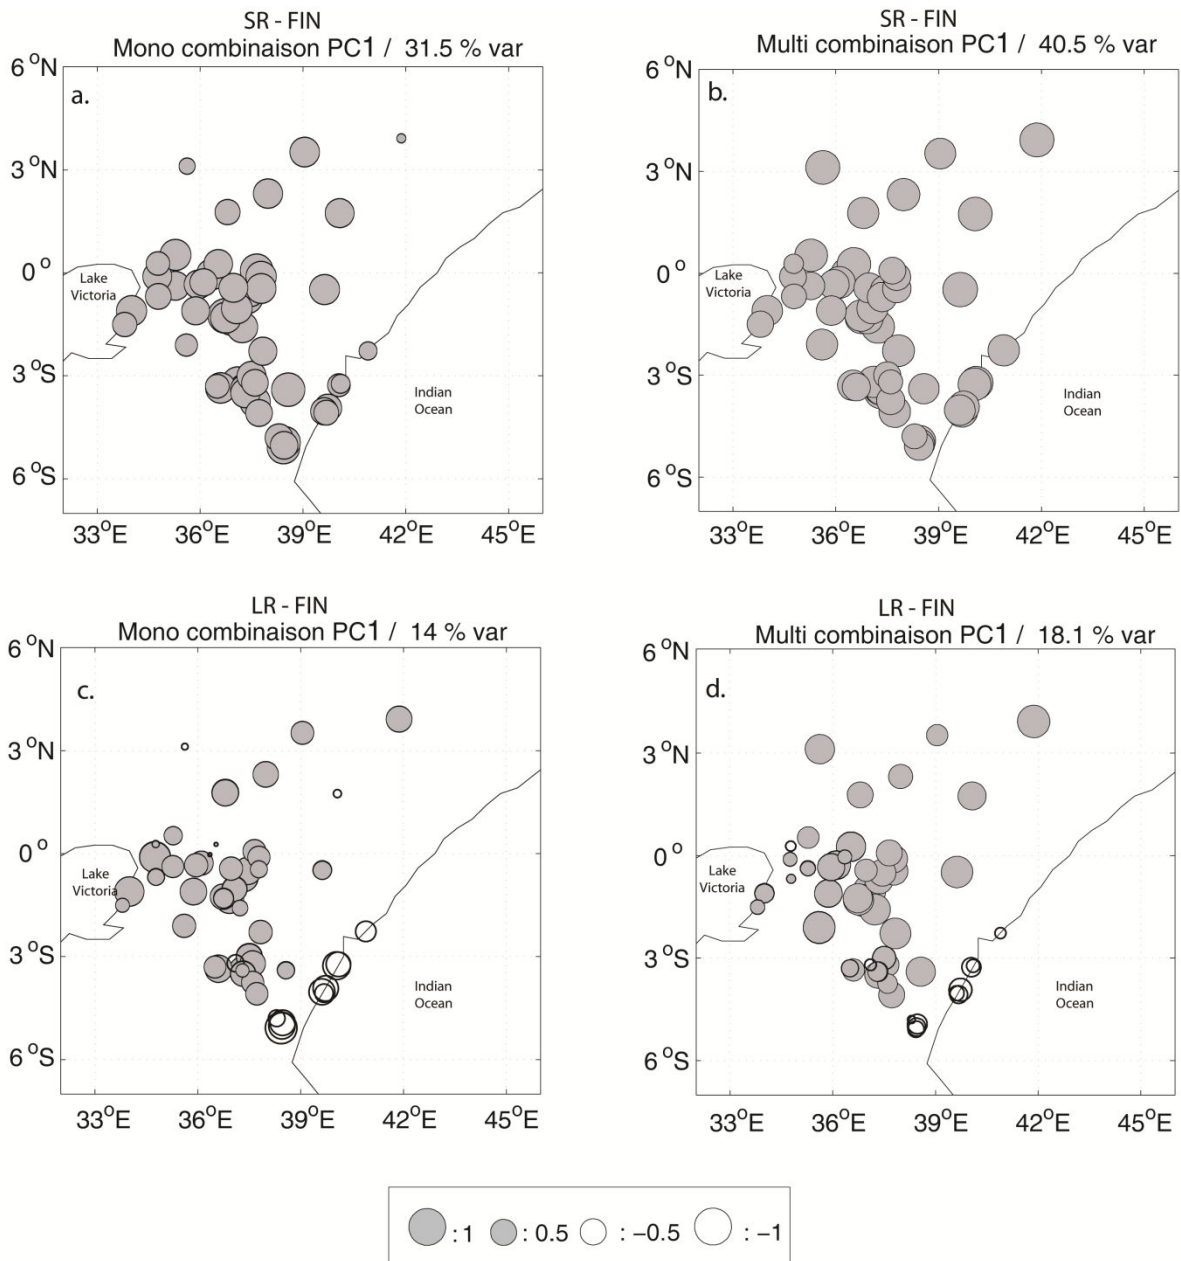 SR - FIN
Mono combinaison PC1 / 31.5 % var
6 °N
a.
3 °N
0 °
Lake
Victoria
3 °S
Indian
Ocean
6 °S
33°E 36°E 39°E 42°E 45°E
SR - FIN
Multi combinaison PC1 / 40.5 % var
6 °N
b.
3 °N
0 °
Lake
Victoria
3 °S
Indian
Ocean
6 °S
33°E 36°E 39°E 42°E 45°E
LR - FIN
Mono combinaison PC1 / 14 % var
6 °N
c.
3 °N
0 °
Lake
Victoria
3 °S
Indian
Ocean
6 °S
33°E 36°E 39°E 42°E 45°E
LR - FIN
Multi combinaison PC1 / 18.1 % var
6 °N
d.
3 °N
0 °
Lake
Victoria
3 °S
Indian
Ocean
6 °S
33°E 36°E 39°E 42°E 45°E
: 1 : 0.5 : −0.5 : −1